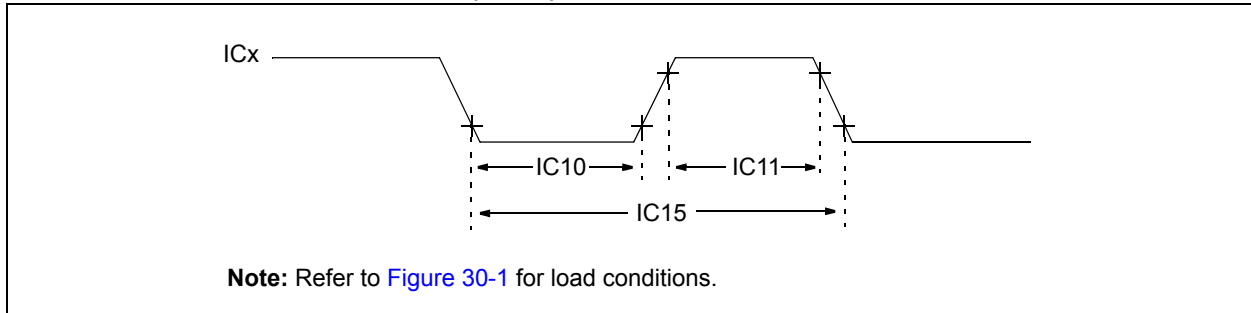 ICx
IC10
IC11
IC15
Note: Refer to Figure 30-1 for load conditions.